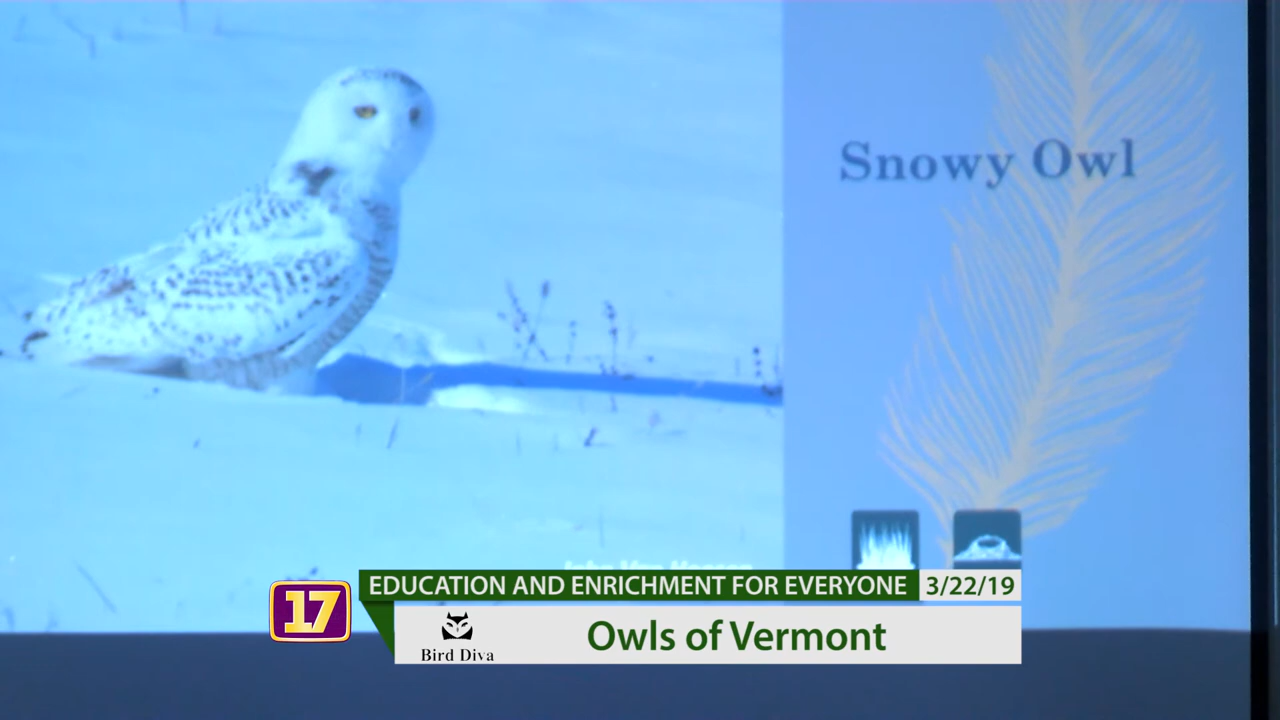 Snowy Owl
EDUCATION AND ENRICHMENT FOR EVERYONE 3/22/19
17
Owls of Vermont
Bird Diva